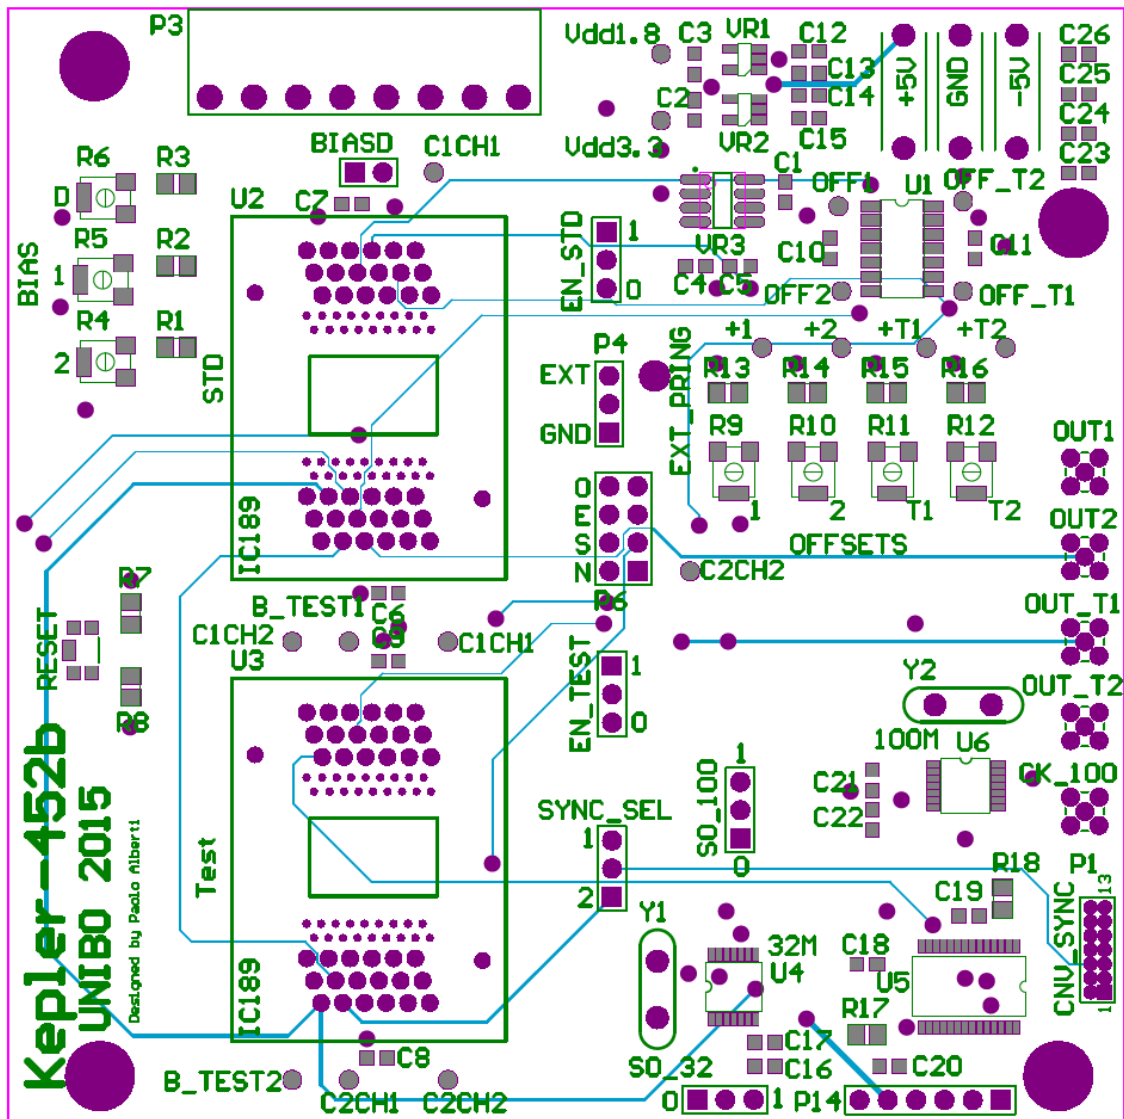 P3
Vdd1.8
C3
VR1
C12
C13
C14
C15
+5V
GND
-5V
C26
C25
C24
C23
C2
Vdd3.3
VR2
BIASD
C1CH1
R6
R3
D
U2
C7
C1
OFF1
U1
OFF_T2
R5
R2
1
BIAS
EN_STD
1
0
VR3
C4
C5
C10
C11
OFF2
OFF_T1
R4
R1
2
STD
P4
EXT
GND
EXT_PRING
+1
+2
+T1
+T2
R13
R14
R15
R16
R9
R10
R11
R12
1
2
T1
T2
OFFSETS
OUT1
OUT2
IC189
O
E
S
N
P6
C2CH2
R7
RESET
R8
B_TEST1
C6
C1CH2
C1CH1
U3
EN_TEST
1
0
OUT_T1
Y2
OUT_T2
100M
U6
CK_100
C21
C22
SO_100
1
0
SYNC_SEL
1
2
Test
Kepler-452b
UNIBO 2015
Designed by Paolo Alberti
IC189
Y1
32M
U4
SO_32
0
1
C17
C16
C18
C19
R18
U5
R17
C20
P14
P1
13
CNV_SYNC
1
C8
B_TEST2
C2CH1
C2CH2